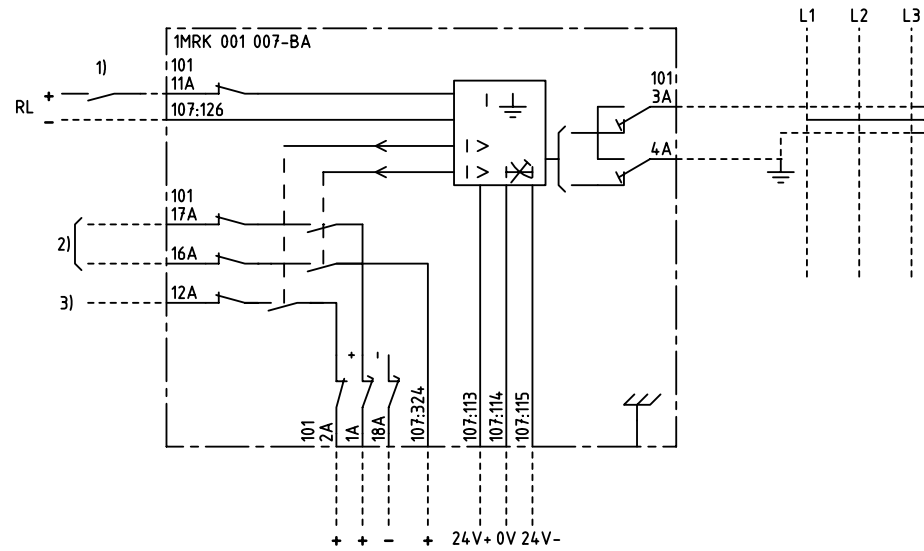 L1 L2 L3
1MRK 001 007-BA
1)
101
11A
RL + -
107:126
101
3A
4A
I
I >
I >
101
17A
2)
16A
3)
12A
+ -
101
2A
1A
18A
107:324
107:113
107:114
107:115
+ + - + 24V+ 0V 24V-